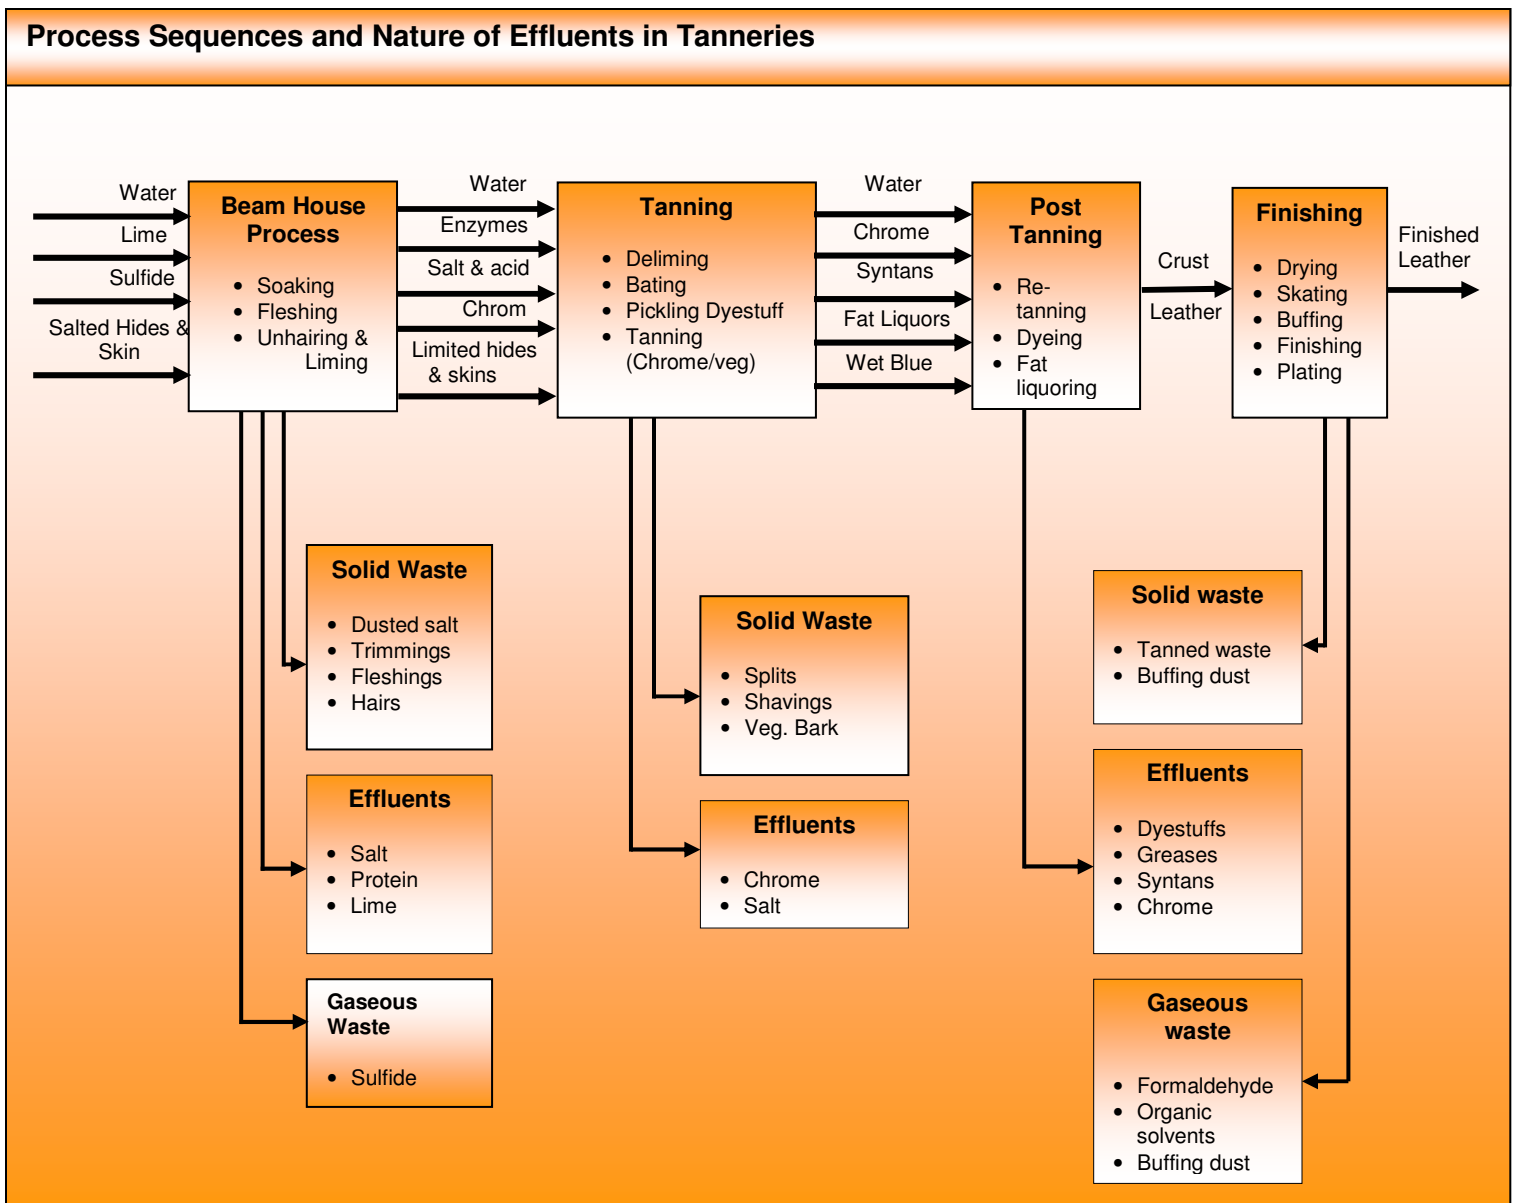 Process Sequences and Nature of Effluents in Tanneries
Water
Lime
Sulfide
Salted Hides &
Skin
Beam House
Process
• Soaking
• Fleshing
• Unhairing &
Liming
Water
Enzymes
Salt & acid
Chrom
Limited hides
& skins
Tanning
• Deliming
• Bating
• Pickling Dyestuff
• Tanning
(Chrome/veg)
Water
Chrome
Syntans
Fat Liquors
Wet Blue
Post
Tanning
• Re-
tanning
• Dyeing
• Fat
liquoring
Crust
Leather
Finishing
• Drying
• Skating
• Buffing
• Finishing
• Plating
Finished
Leather
Solid Waste
• Dusted salt
• Trimmings
• Fleshings
• Hairs
Effluents
• Salt
• Protein
• Lime
Gaseous
Waste
• Sulfide
Solid Waste
• Splits
• Shavings
• Veg. Bark
Effluents
• Chrome
• Salt
Solid waste
• Tanned waste
• Buffing dust
Effluents
• Dyestuffs
• Greases
• Syntans
• Chrome
Gaseous
waste
• Formaldehyde
• Organic
solvents
• Buffing dust